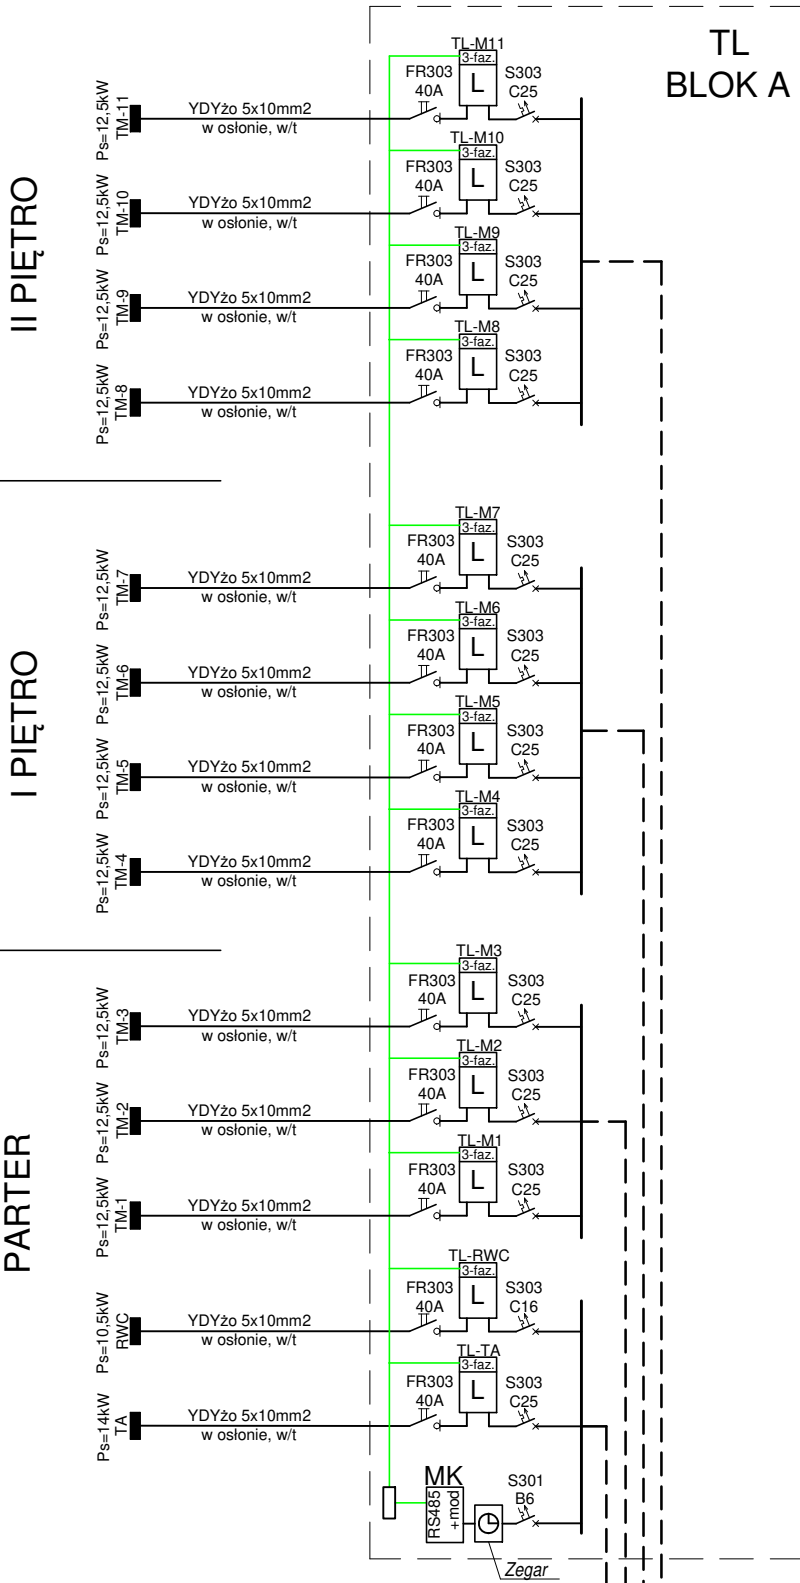 TL
BLOK A
II PIĘTRO
TL-M11
3-faz.
L
FR303
40A
S303
C25
Ps=12,5kW
TM-11
YDYżo 5x10mm2
w osłonie, w/t
TL-M10
3-faz.
L
FR303
40A
S303
C25
Ps=12,5kW
TM-10
YDYżo 5x10mm2
w osłonie, w/t
TL-M9
3-faz.
L
FR303
40A
S303
C25
Ps=12,5kW
TM-9
YDYżo 5x10mm2
w osłonie, w/t
TL-M8
3-faz.
L
FR303
40A
S303
C25
Ps=12,5kW
TM-8
YDYżo 5x10mm2
w osłonie, w/t
I PIĘTRO
TL-M7
3-faz.
L
FR303
40A
S303
C25
Ps=12,5kW
TM-7
YDYżo 5x10mm2
w osłonie, w/t
TL-M6
3-faz.
L
FR303
40A
S303
C25
Ps=12,5kW
TM-6
YDYżo 5x10mm2
w osłonie, w/t
TL-M5
3-faz.
L
FR303
40A
S303
C25
Ps=12,5kW
TM-5
YDYżo 5x10mm2
w osłonie, w/t
TL-M4
3-faz.
L
FR303
40A
S303
C25
Ps=12,5kW
TM-4
YDYżo 5x10mm2
w osłonie, w/t
PARTER
TL-M3
3-faz.
L
FR303
40A
S303
C25
Ps=12,5kW
TM-3
YDYżo 5x10mm2
w osłonie, w/t
TL-M2
3-faz.
L
FR303
40A
S303
C25
Ps=12,5kW
TM-2
YDYżo 5x10mm2
w osłonie, w/t
TL-M1
3-faz.
L
FR303
40A
S303
C25
Ps=12,5kW
TM-1
YDYżo 5x10mm2
w osłonie, w/t
TL-RWC
3-faz.
L
FR303
40A
S303
C16
Ps=10,5kW
RWC
YDYżo 5x10mm2
w osłonie, w/t
TL-TA
3-faz.
L
FR303
40A
S303
C25
Ps=14kW
TA
YDYżo 5x10mm2
w osłonie, w/t
MK
RS485
+mod
S301
B6
Zegar